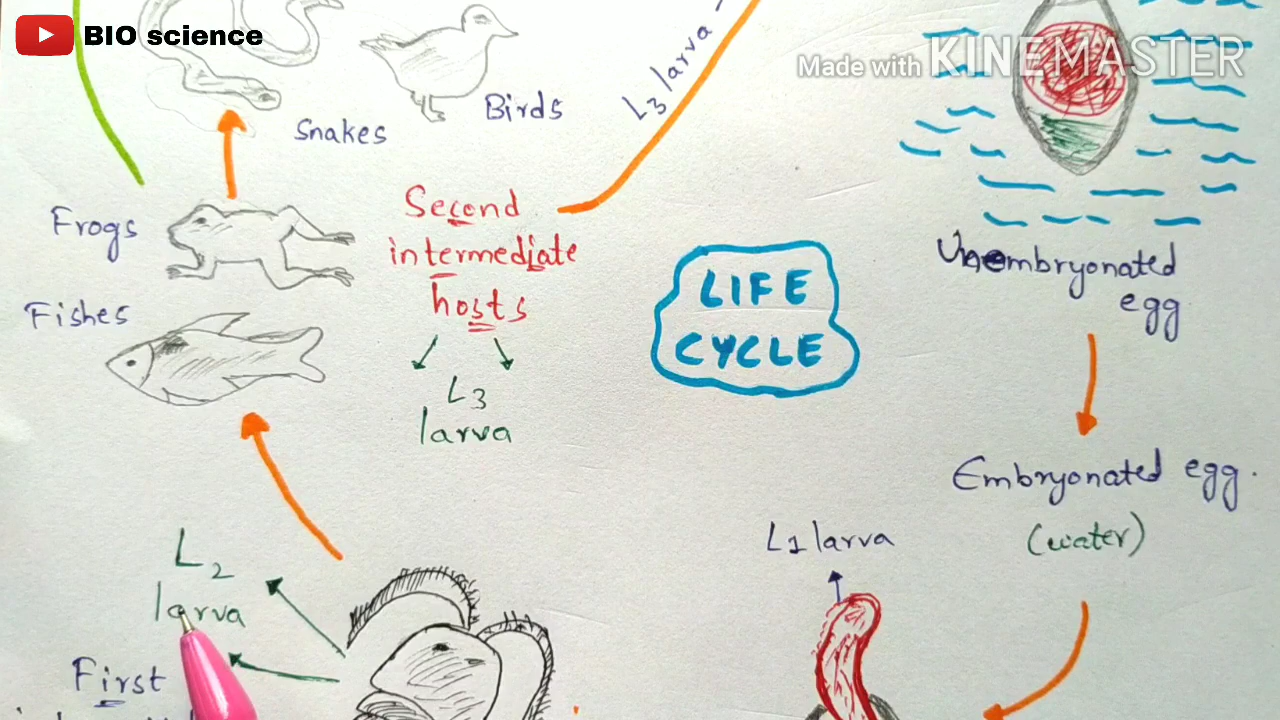 BIO science
Made with KINEMASTER
Snakes
Birds
L3 larva
Frogs
Second
intermediate
hosts
Fishes
L3
larva
LIFE
CYCLE
Unembryonated
egg
Embryonated egg.
(water)
L1 larva
L2
larva
First